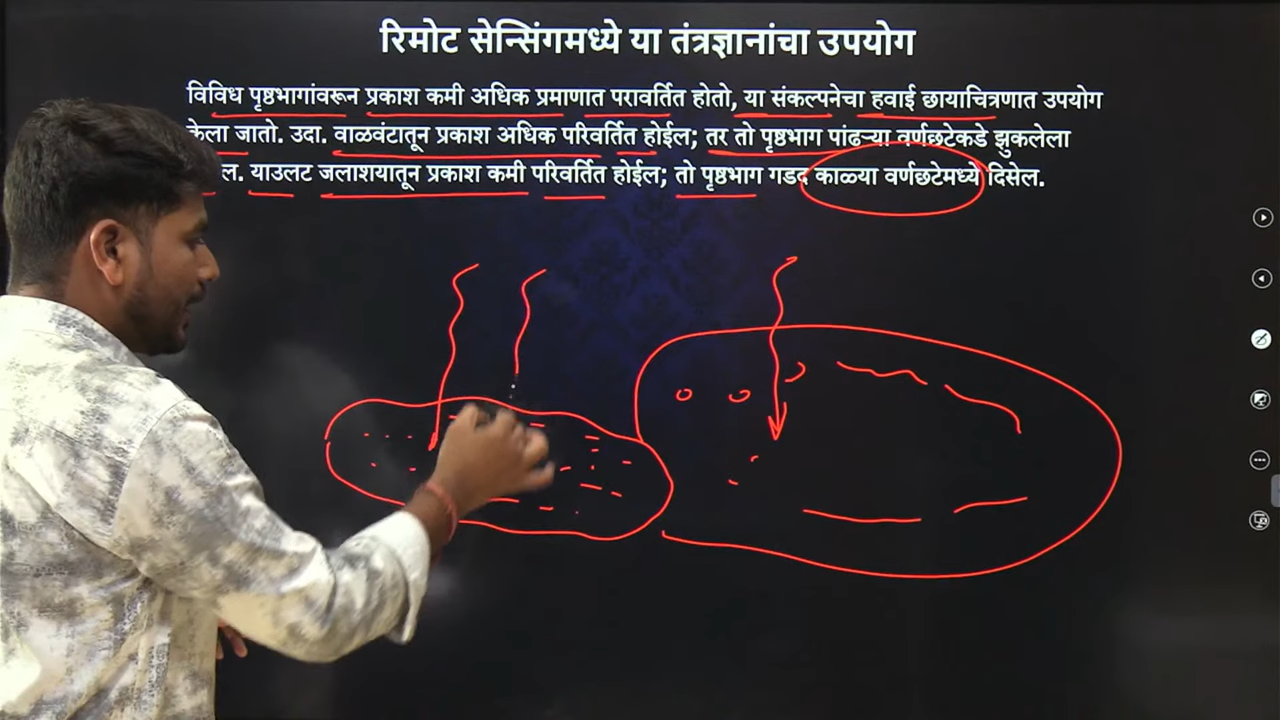 रिमोट सेन्सिंगमध्ये या तंत्रज्ञानांचा उपयोग
विविध पृष्ठभागांवरून प्रकाश कमी अधिक प्रमाणात परावर्तित होतो, या संकल्पनेचा हवाई छायाचित्रणात उपयोग
केला जातो. उदा. वाळवंटातून प्रकाश अधिक परिवर्तित होईल; तर तो पृष्ठभाग पांढऱ्या वर्णछटेकडे झुकलेला
ल. याउलट जलाशयातून प्रकाश कमी परिवर्तित होईल; तो पृष्ठभाग गडद काळ्या वर्णछटेमध्ये दिसेल.